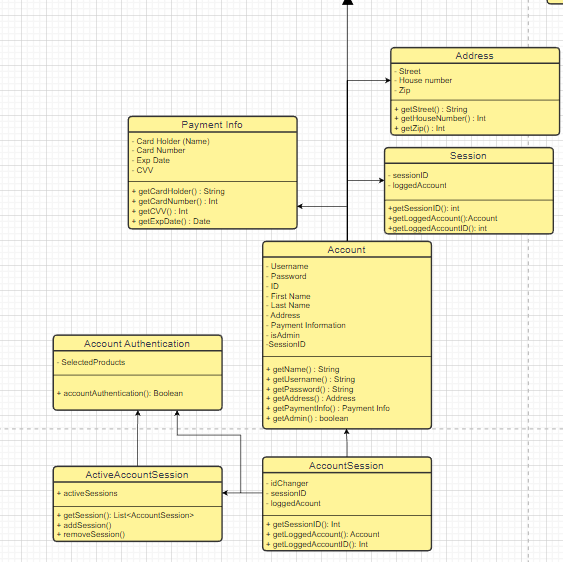 Address
- Street
- House number
- Zip
+ getStreet() : String
+ getHouseNumber() : Int
+ getZip() : Int
Payment Info
- Card Holder (Name)
- Card Number
- Exp Date
- CVV
+ getCardHolder() : String
+ getCardNumber() : Int
+ getCVV() : Int
+ getExpDate() : Date
Session
- sessionID
- loggedAccount
+getSessionID(): int
+getLoggedAccount():Account
+getLoggedAccountID(): int
Account
- Username
- Password
- ID
- First Name
- Last Name
- Address
- Payment Information
- isAdmin
-SessionID
+ getName() : String
+ getUsername() : String
+ getPassword() : String
+ getAddress() : Address
+ getPaymentInfo() : Payment Info
+ getAdmin() : boolean
Account Authentication
- SelectedProducts
+ accountAuthentication(): Boolean
ActiveAccountSession
+ activeSessions
+ getSession(): List<AccountSession>
+ addSession()
+ removeSession()
AccountSession
- idChanger
- sessionID
- loggedAcount
+ getSessionID(): Int
+ getLoggedAccount(): Account
+ getLoggedAccountID(): Int